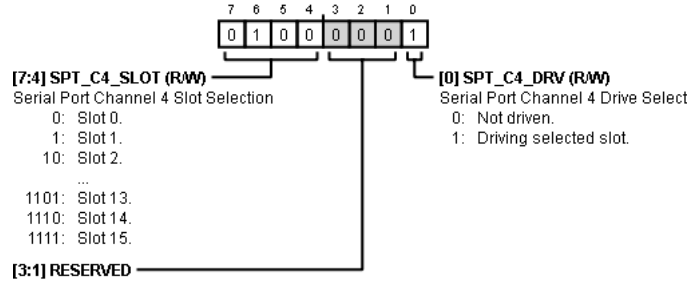 7 6 5 4 3 2 1 0
0 1 0 0 0 0 0 1
[7:4] SPT_C4_SLOT (R/W)
Serial Port Channel 4 Slot Selection
0: Slot 0.
1: Slot 1.
10: Slot 2.
...
1101: Slot 13.
1110: Slot 14.
1111: Slot 15.
[3:1] RESERVED
[0] SPT_C4_DRV (R/W)
Serial Port Channel 4 Drive Select
0: Not driven.
1: Driving selected slot.